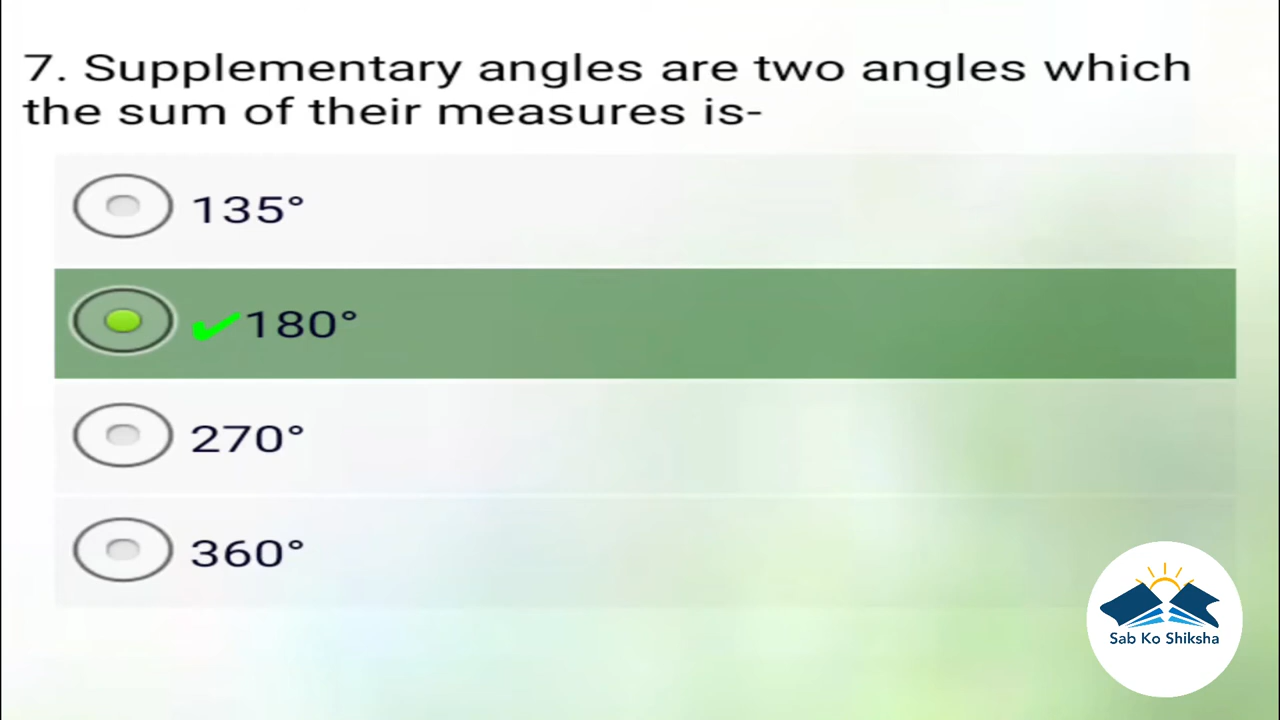 7. Supplementary angles are two angles which
the sum of their measures is-
135°
✔180°
270°
360°
Sab Ko Shiksha